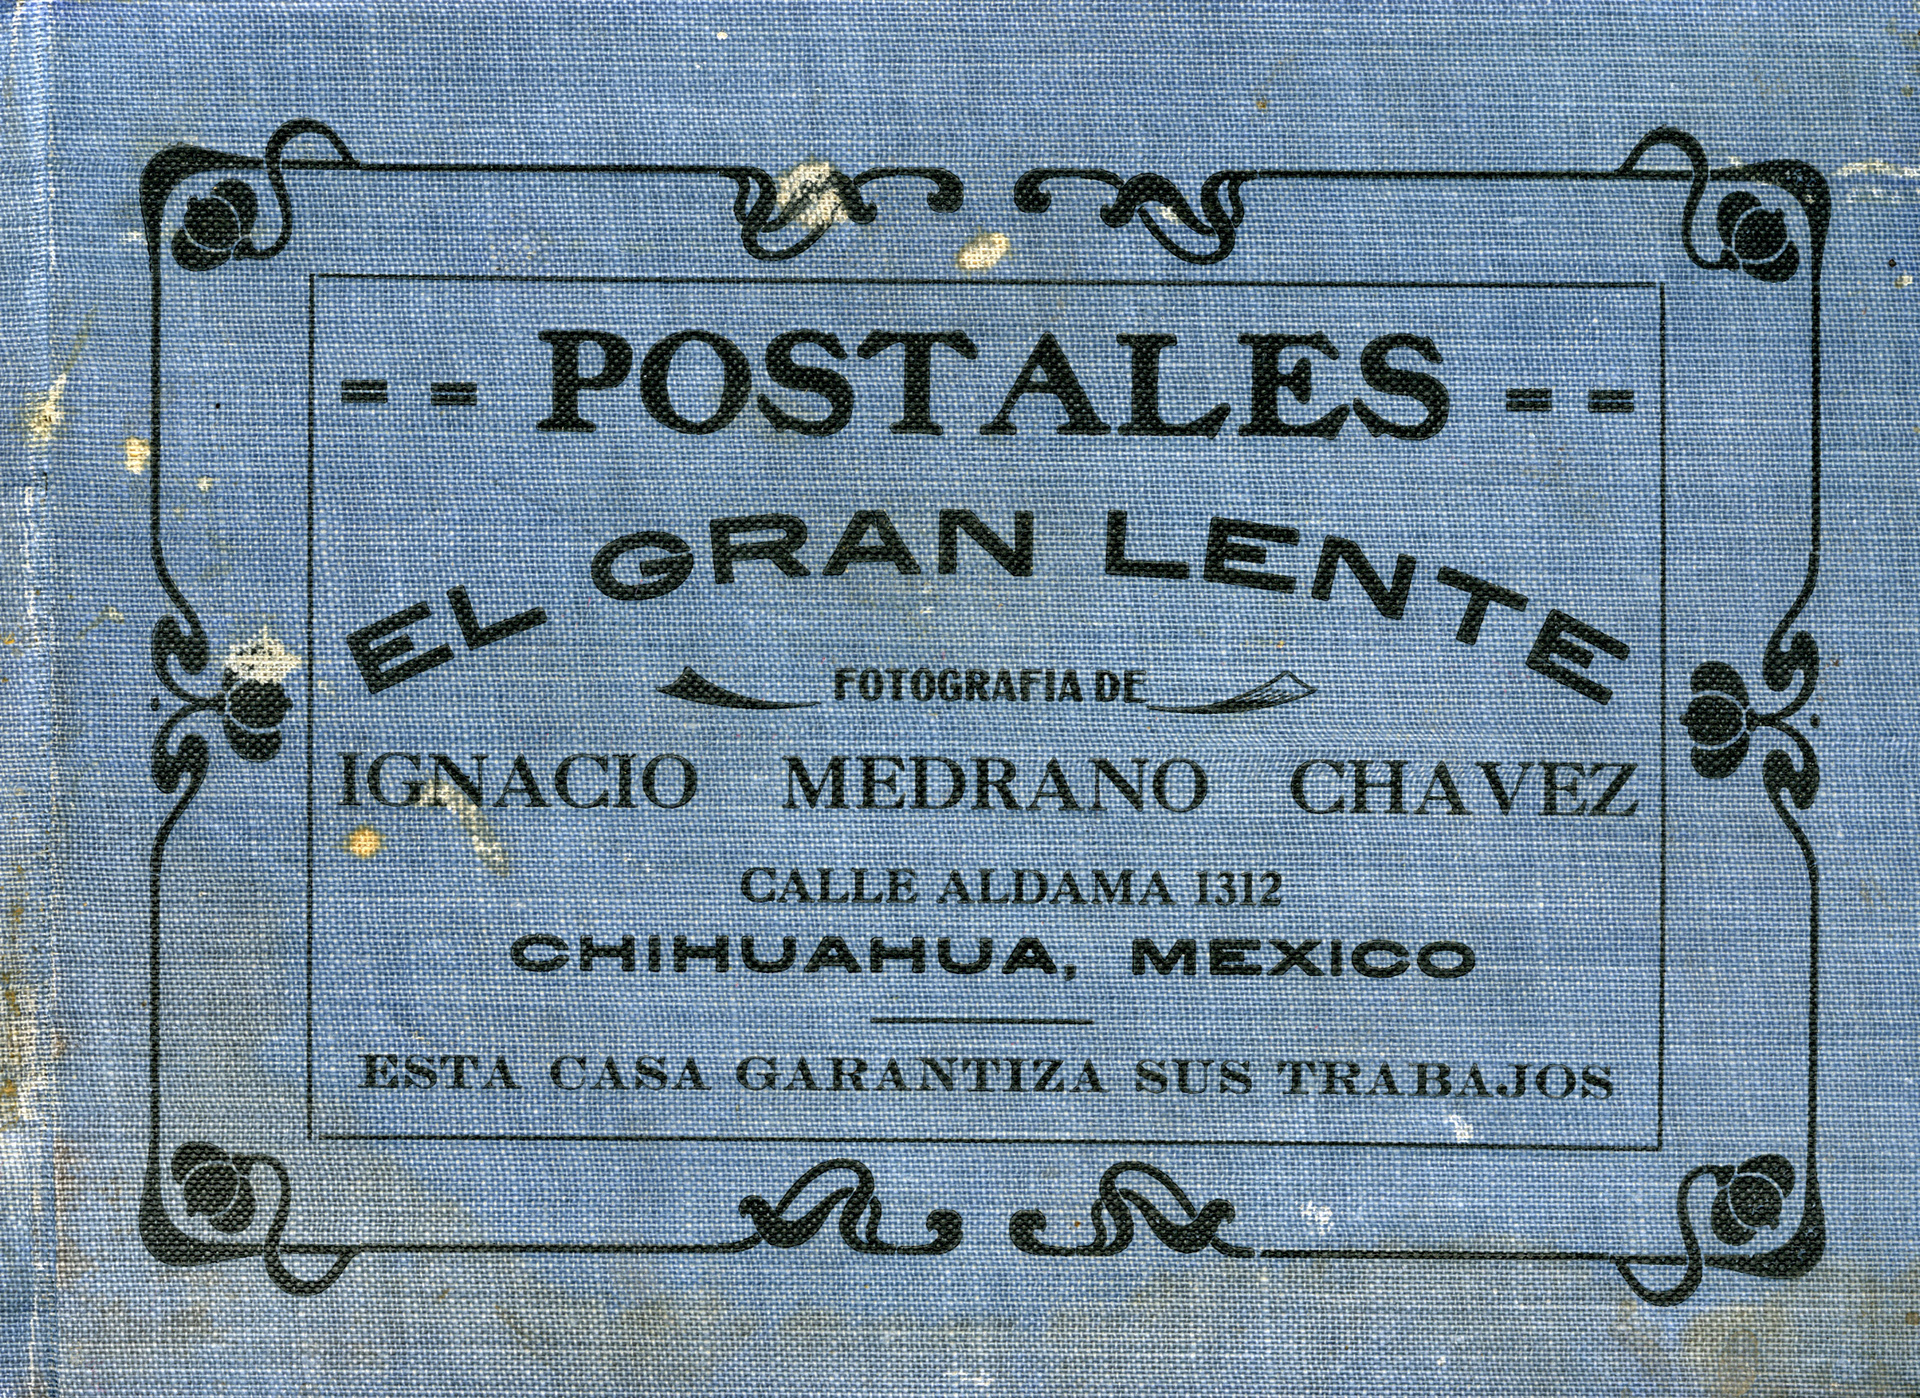 == POSTALES ==
EL GRAN LENTE
FOTOGRAFIA DE
IGNACIO MEDRANO CHAVEZ
CALLE ALDAMA 1312
CHIHUAHUA, MEXICO
ESTA CASA GARANTIZA SUS TRABAJOS